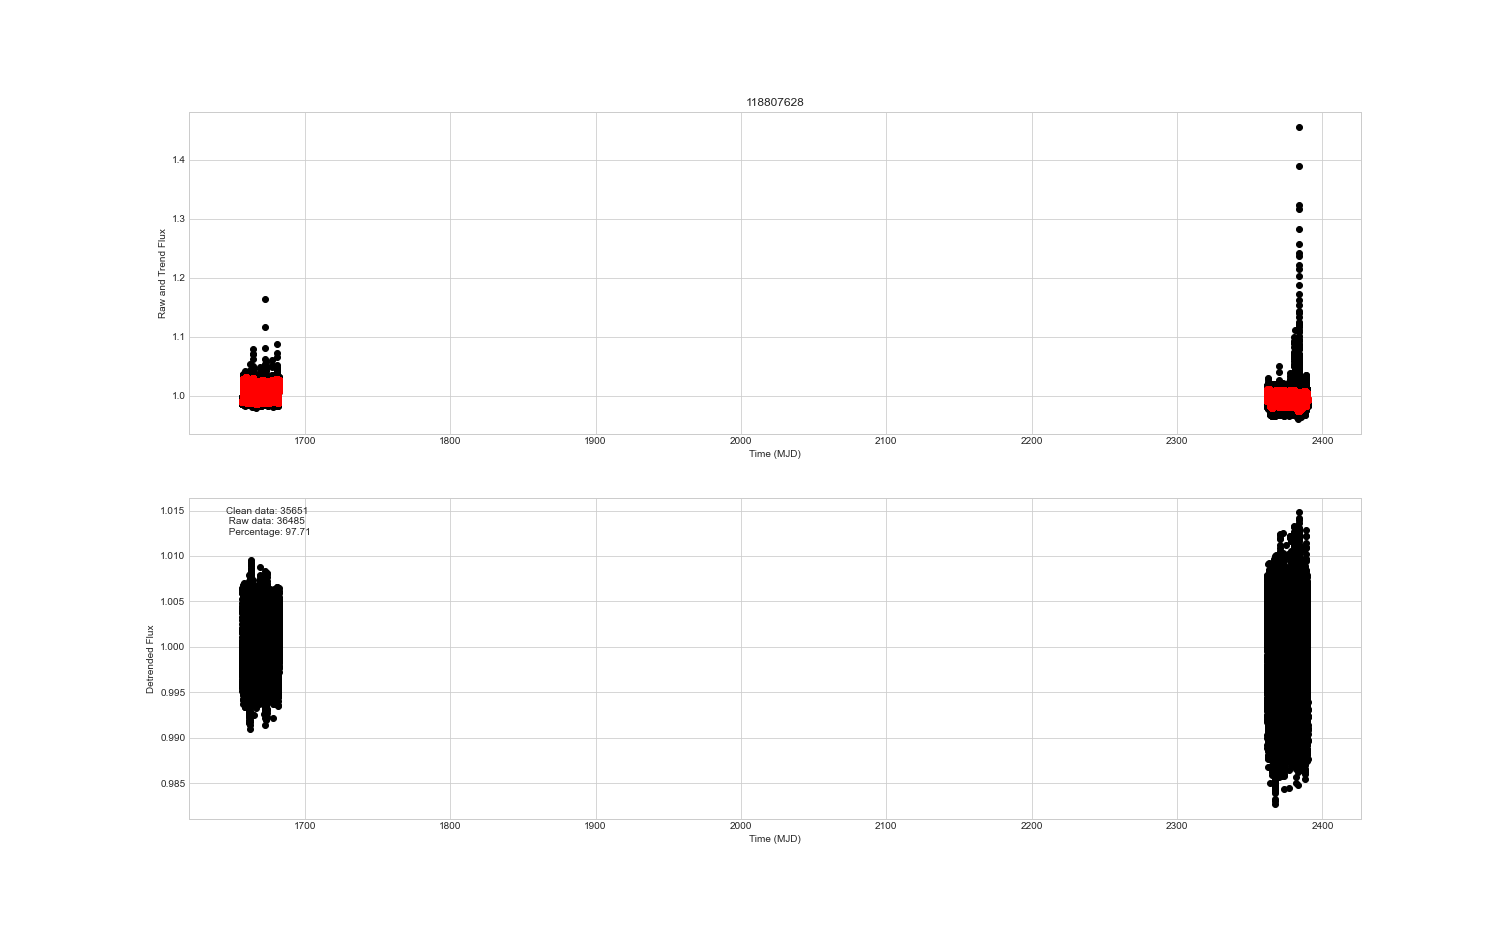 118807628
1.4
1.3
1.2
1.1
1.0
Raw and Trend Flux
1700 1800 1900 2000 2100 2200 2300 2400
Time (MJD)
Clean data: 35651
Raw data: 36485
Percentage: 97.71
1.015
1.010
1.005
1.000
0.995
0.990
0.985
Detrended Flux
1700 1800 1900 2000 2100 2200 2300 2400
Time (MJD)